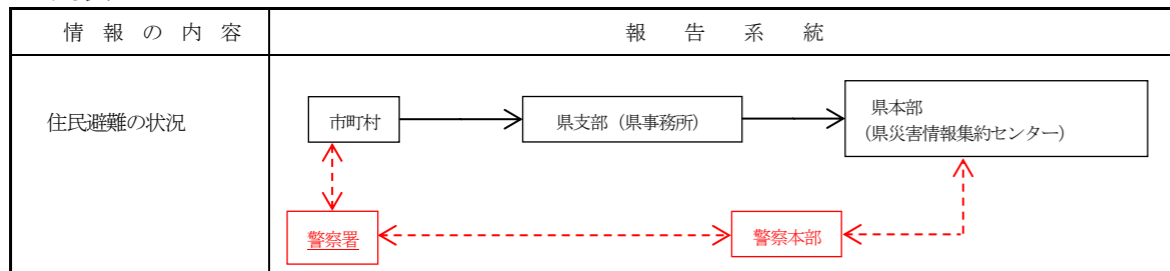 情報の内容
報告系統
住民避難の状況
市町村
県支部（県事務所）
県本部
（県災害情報集約センター）
警察署
警察本部